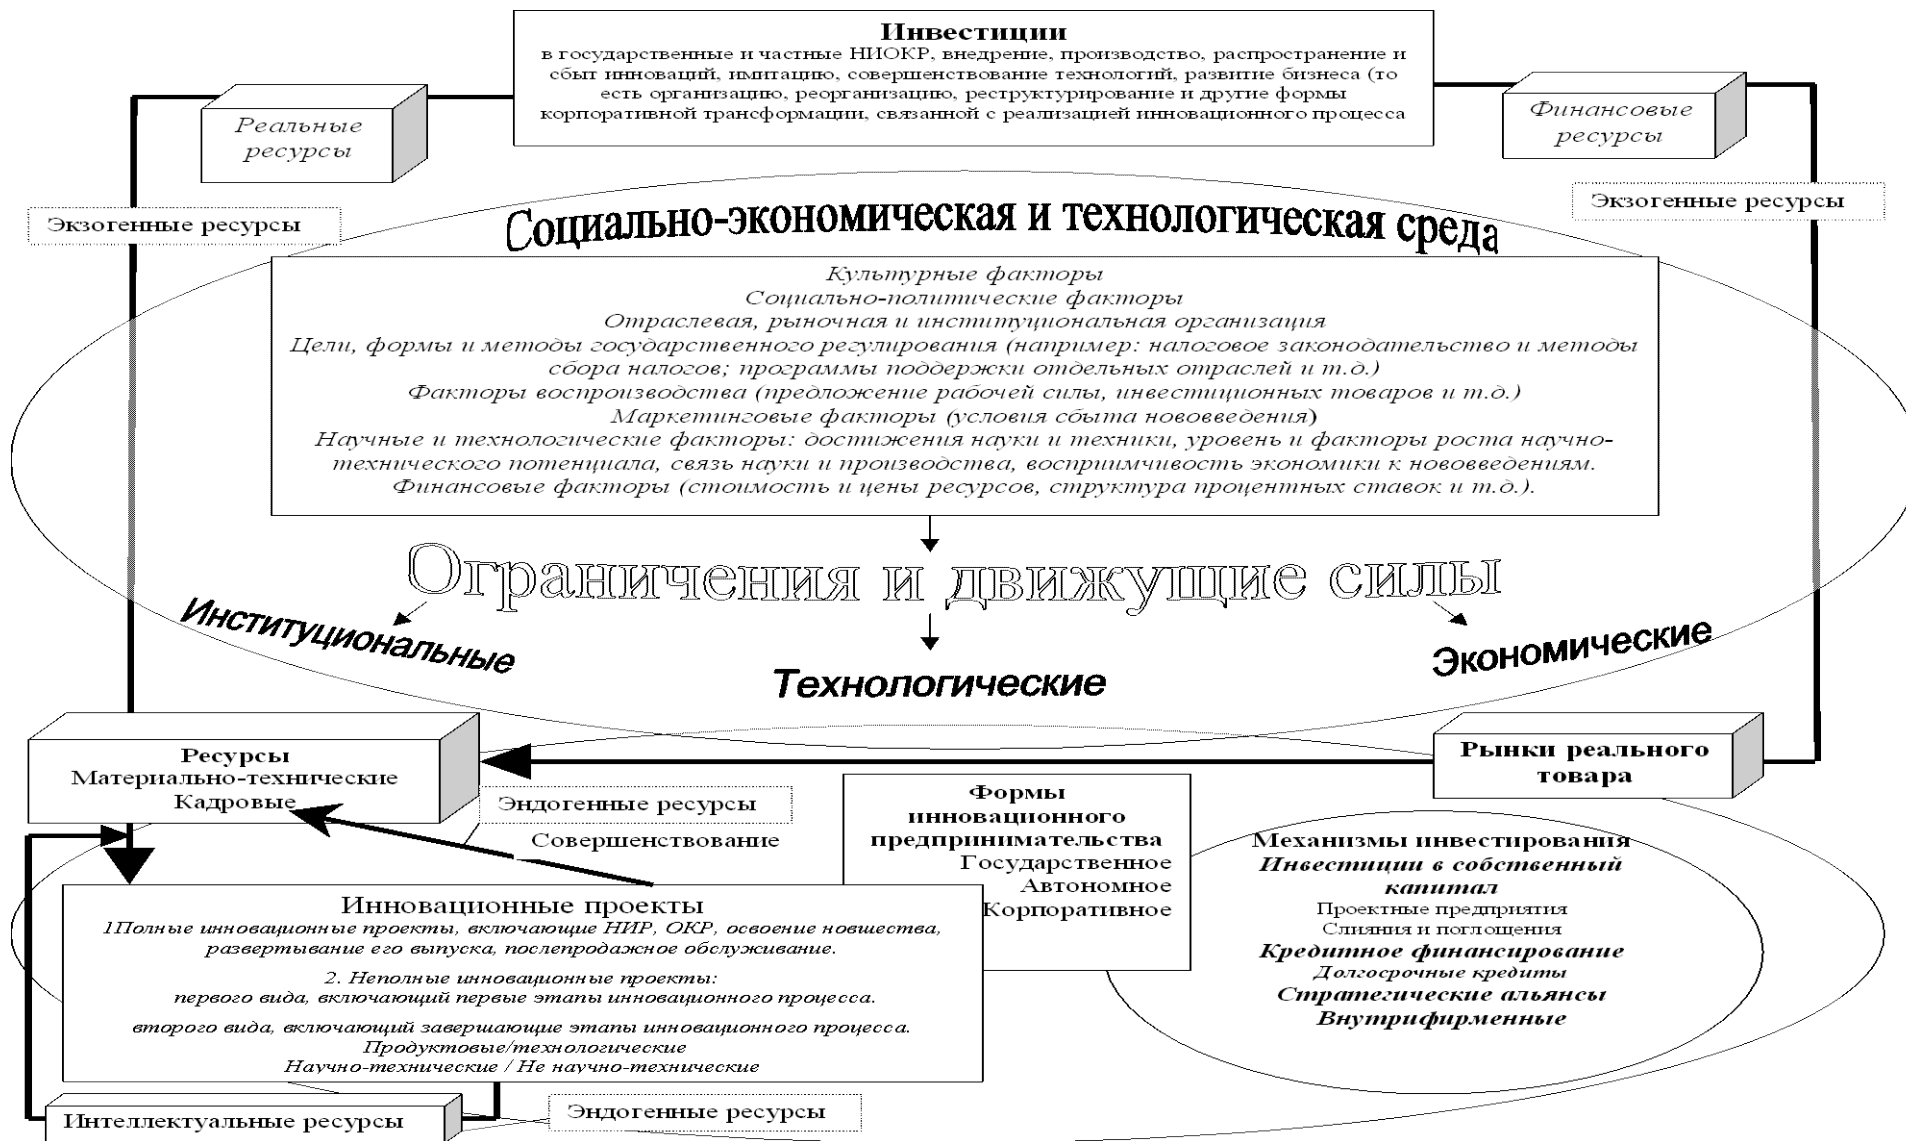 Инвестиции
в государственные и частные НИОКР, внедрение, производство, распространение и
сбыт инноваций, имитацию, совершенствование технологий, развитие бизнеса (то
есть организацию, реорганизацию, реструктурирование и другие формы
корпоративной трансформации, связанной с реализацией инновационного процесса
Реальные
ресурсы
Финансовые
ресурсы
Экзогенные ресурсы
Экзогенные ресурсы
Социально-экономическая и технологическая среда
Культурные факторы
Социально-политические факторы
Отраслевая, рыночная и институциональная организация
Цели, формы и методы государственного регулирования (например: налоговое законодательство и методы
сбора налогов; программы поддержки отдельных отраслей и т.д.)
Факторы воспроизводства (предложение рабочей силы, инвестиционных товаров и т.д.)
Маркетинговые факторы (условия сбыта нововведения)
Научные и технологические факторы: достижения науки и техники, уровень и факторы роста научно-
технического потенциала, связь науки и производства, восприимчивость экономики к нововведениям.
Финансовые факторы (стоимость и цены ресурсов, структура процентных ставок и т.д.).
Ограничения и движущие силы
Институциональные
Технологические
Экономические
Ресурсы
Материально-технические
Кадровые
Рынки реального
товара
Эндогенные ресурсы
Совершенствование
Формы
инновационного
предпринимательства
Государственное
Автономное
Корпоративное
Механизмы инвестирования
Инвестиции в собственный
капитал
Проектные предприятия
Слияния и поглощения
Кредитное финансирование
Долгосрочные кредиты
Стратегические альянсы
Внутрифирменные
Инновационные проекты
1Полные инновационные проекты, включающие НИР, ОКР, освоение новшества,
развертывание его выпуска, послепродажное обслуживание.
2. Неполные инновационные проекты:
первого вида, включающий первые этапы инновационного процесса.
второго вида, включающий завершающие этапы инновационного процесса.
Продуктовые/технологические
Научно-технические / Не научно-технические
Интеллектуальные ресурсы
Эндогенные ресурсы